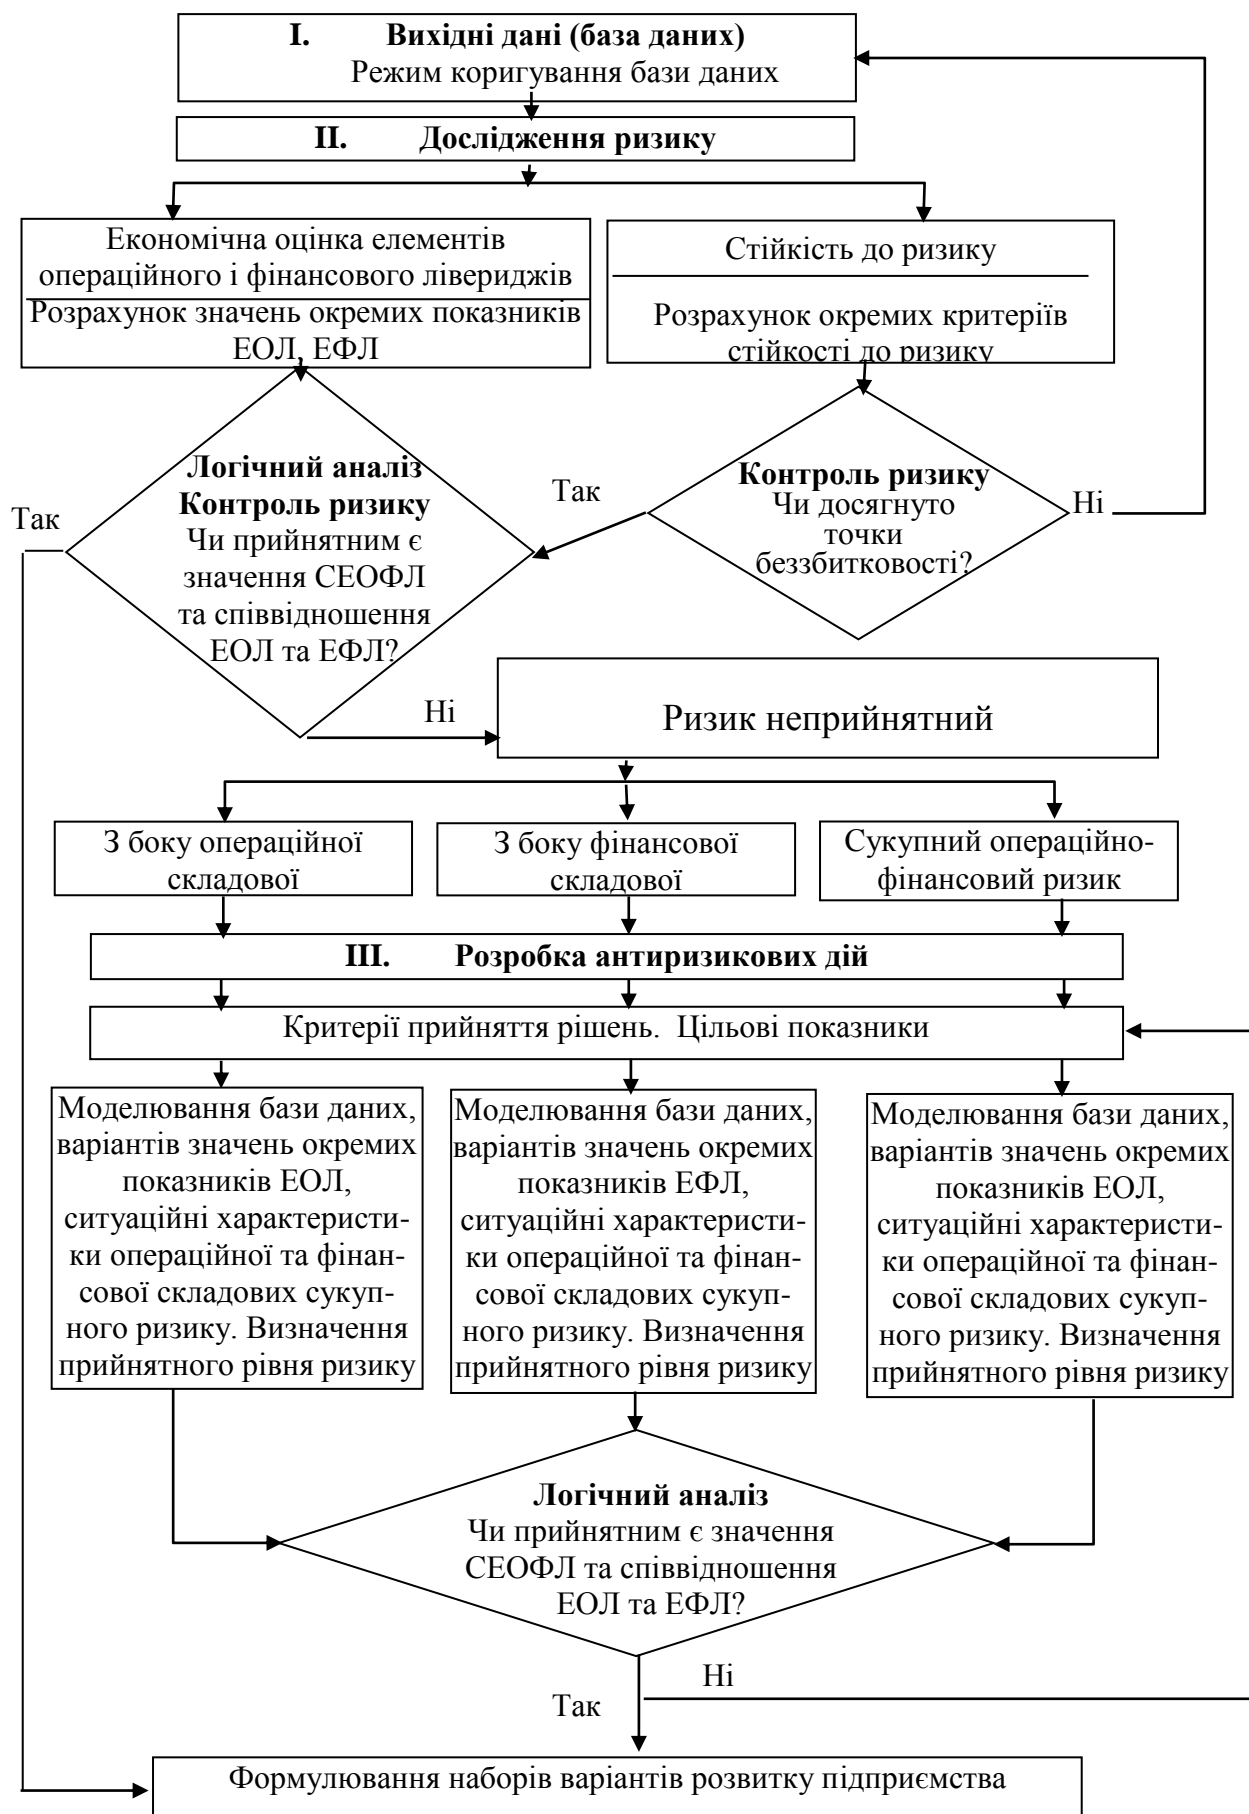 I. Вихідні дані (база даних)
Режим коригування бази даних
II. Дослідження ризику
Економічна оцінка елементів
операційного і фінансового лівериджів
Розрахунок значень окремих показників
ЕОЛ, ЕФЛ
Стійкість до ризику
Розрахунок окремих критеріїв
стійкості до ризику
Логічний аналіз
Контроль ризику
Чи прийнятним є
значення СЕОФЛ
та співвідношення
ЕОЛ та ЕФЛ?
Так
Так
Контроль ризику
Чи досягнуто
точки
беззбитковості?
Ні
Ні
Ризик неприйнятний
З боку операційної
складової
З боку фінансової
складової
Сукупний операційно-
фінансовий ризик
III. Розробка антиризикових дій
Критерії прийняття рішень. Цільові показники
Моделювання бази даних,
варіантів значень окремих
показників ЕОЛ,
ситуаційні характеристи-
ки операційної та фінан-
сової складових сукуп-
ного ризику. Визначення
прийнятного рівня ризику
Моделювання бази даних,
варіантів значень окремих
показників ЕФЛ,
ситуаційні характеристи-
ки операційної та фінан-
сової складових сукуп-
ного ризику. Визначення
прийнятного рівня ризику
Моделювання бази даних,
варіантів значень окремих
показників ЕОЛ,
ситуаційні характеристи-
ки операційної та фінан-
сової складових сукуп-
ного ризику. Визначення
прийнятного рівня ризику
Логічний аналіз
Чи прийнятним є значення
СЕОФЛ та співвідношення
ЕОЛ та ЕФЛ?
Ні
Так
Формулювання наборів варіантів розвитку підприємства